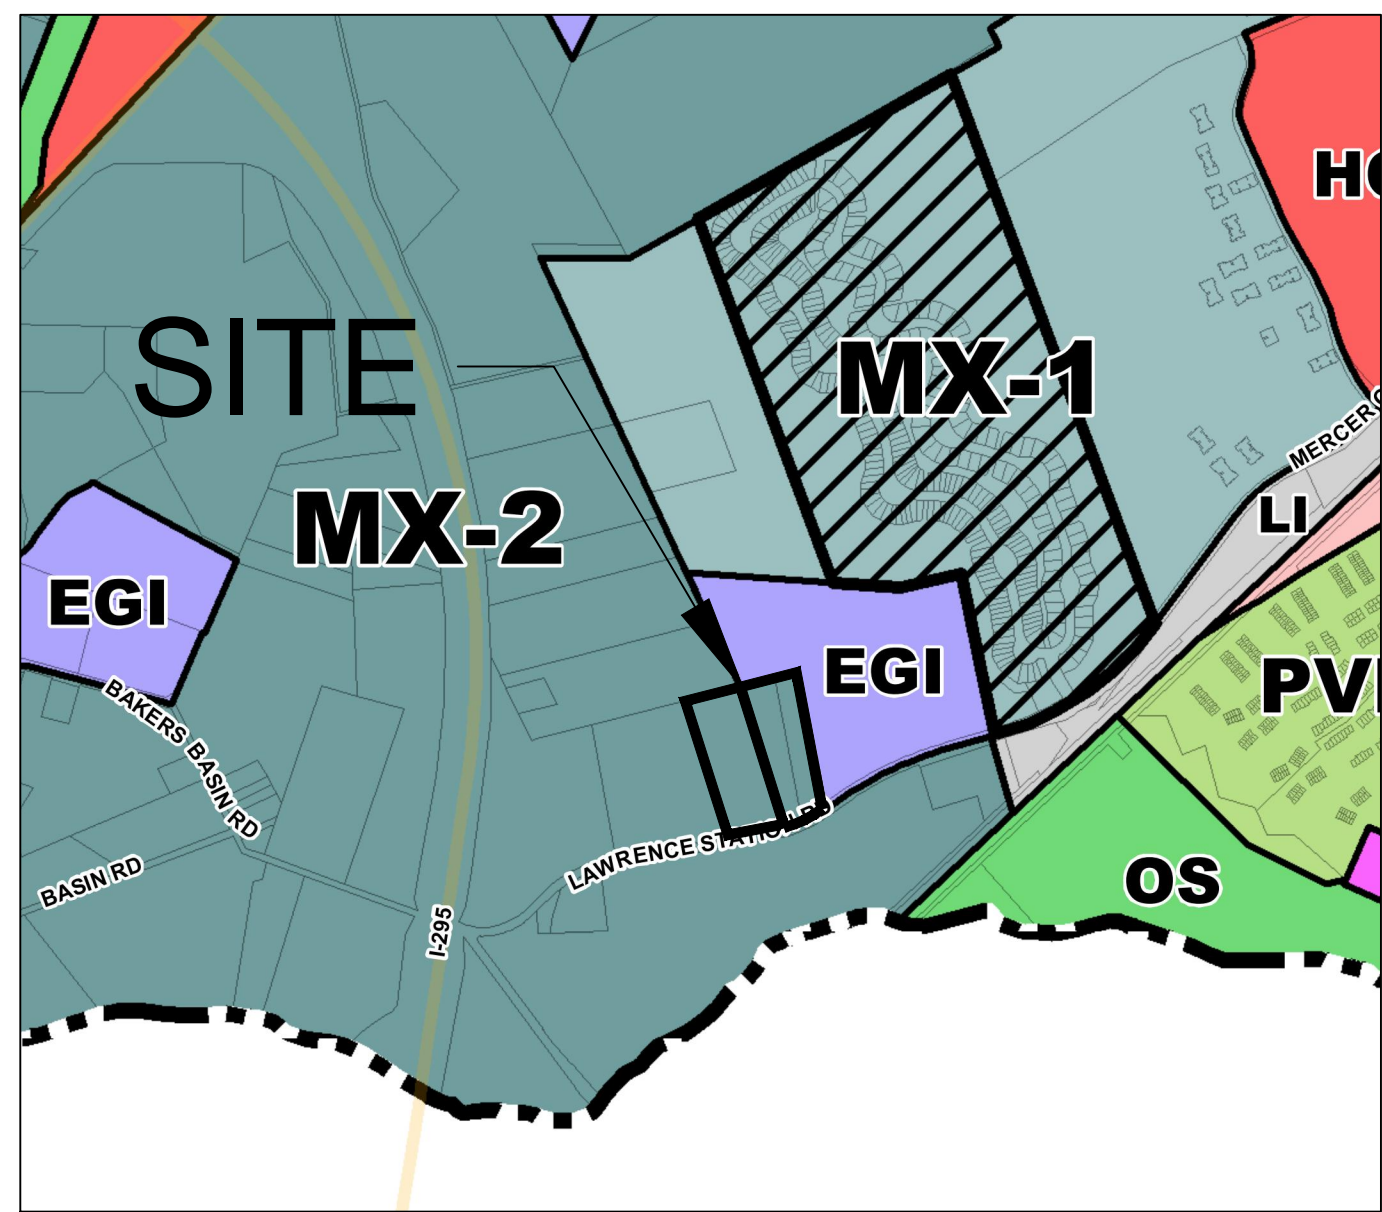 HC
SITE
MX-1
MERCER C
MX-2
LI
EGI
EGI
PVD
BAKERS BASIN RD
LAWRENCE STATION RD
BASIN RD
OS
I-295